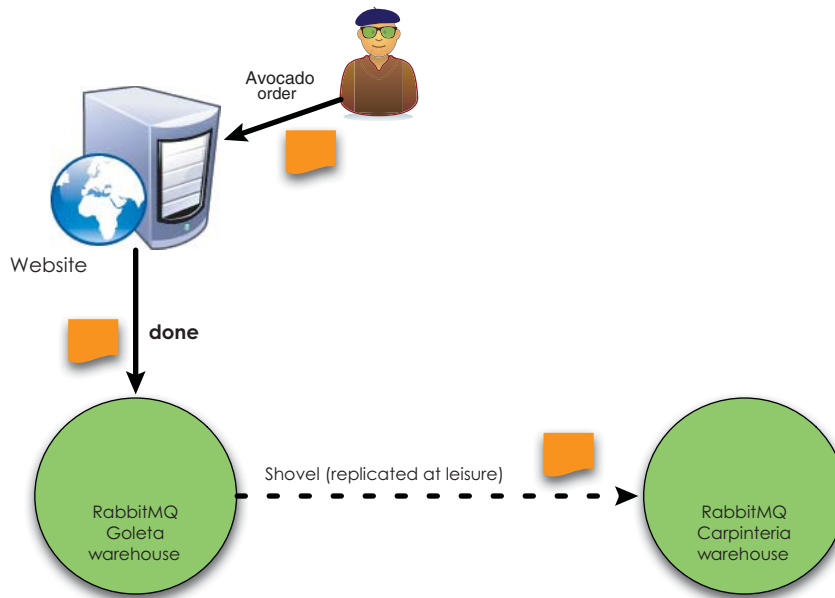 Avocado
order
Website
done
Shovel (replicated at leisure)
RabbitMQ
Goleta
warehouse
RabbitMQ
Carpinteria
warehouse